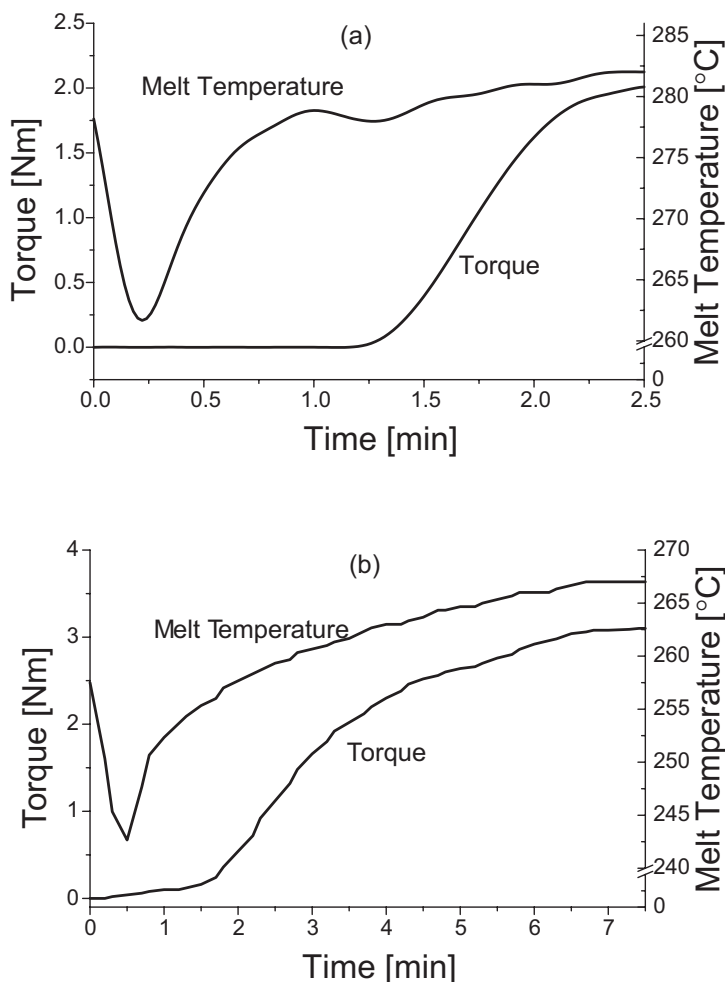 (a)
2.5
2.0
1.5
1.0
0.5
0.0
Torque [Nm]
285
280
275
270
265
260
0
Melt Temperature [°C]
Melt Temperature
Torque
0.0 0.5 1.0 1.5 2.0 2.5
Time [min]
(b)
4
3
2
1
0
Torque [Nm]
270
265
260
255
250
245
240
0
Melt Temperature [°C]
Melt Temperature
Torque
0 1 2 3 4 5 6 7
Time [min]